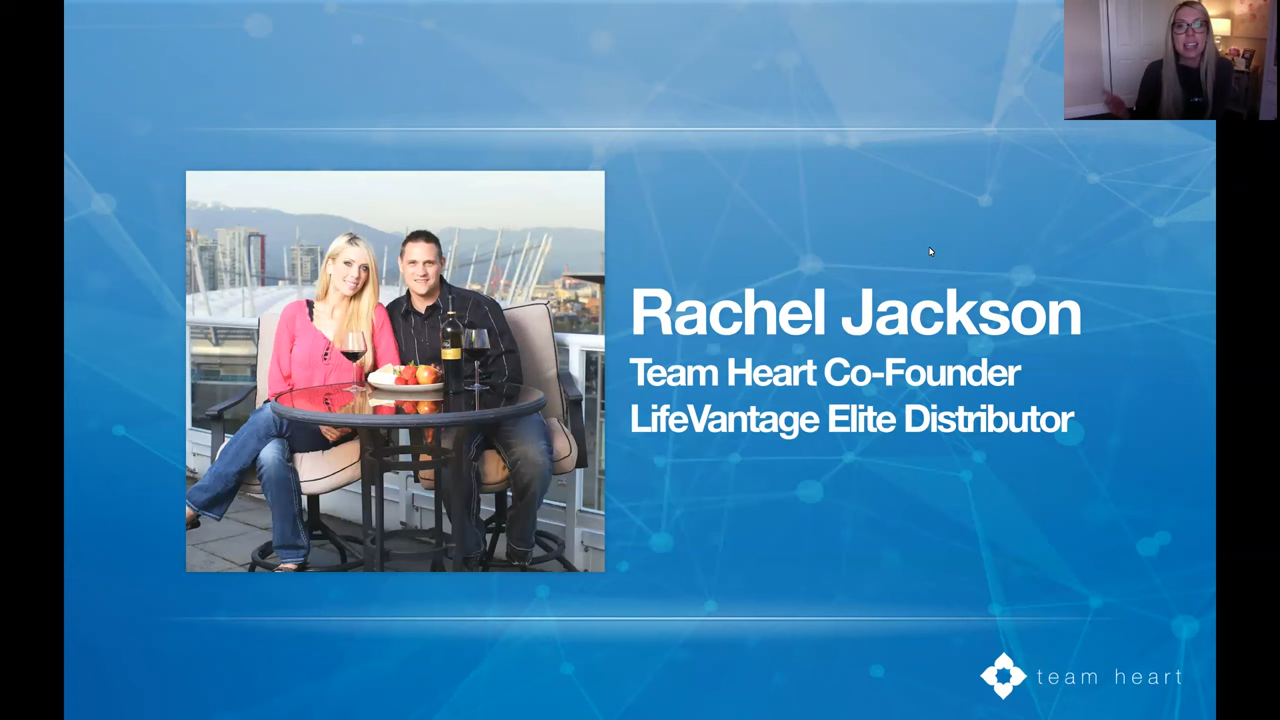 Rachel Jackson
Team Heart Co-Founder
LifeVantage Elite Distributor
team heart